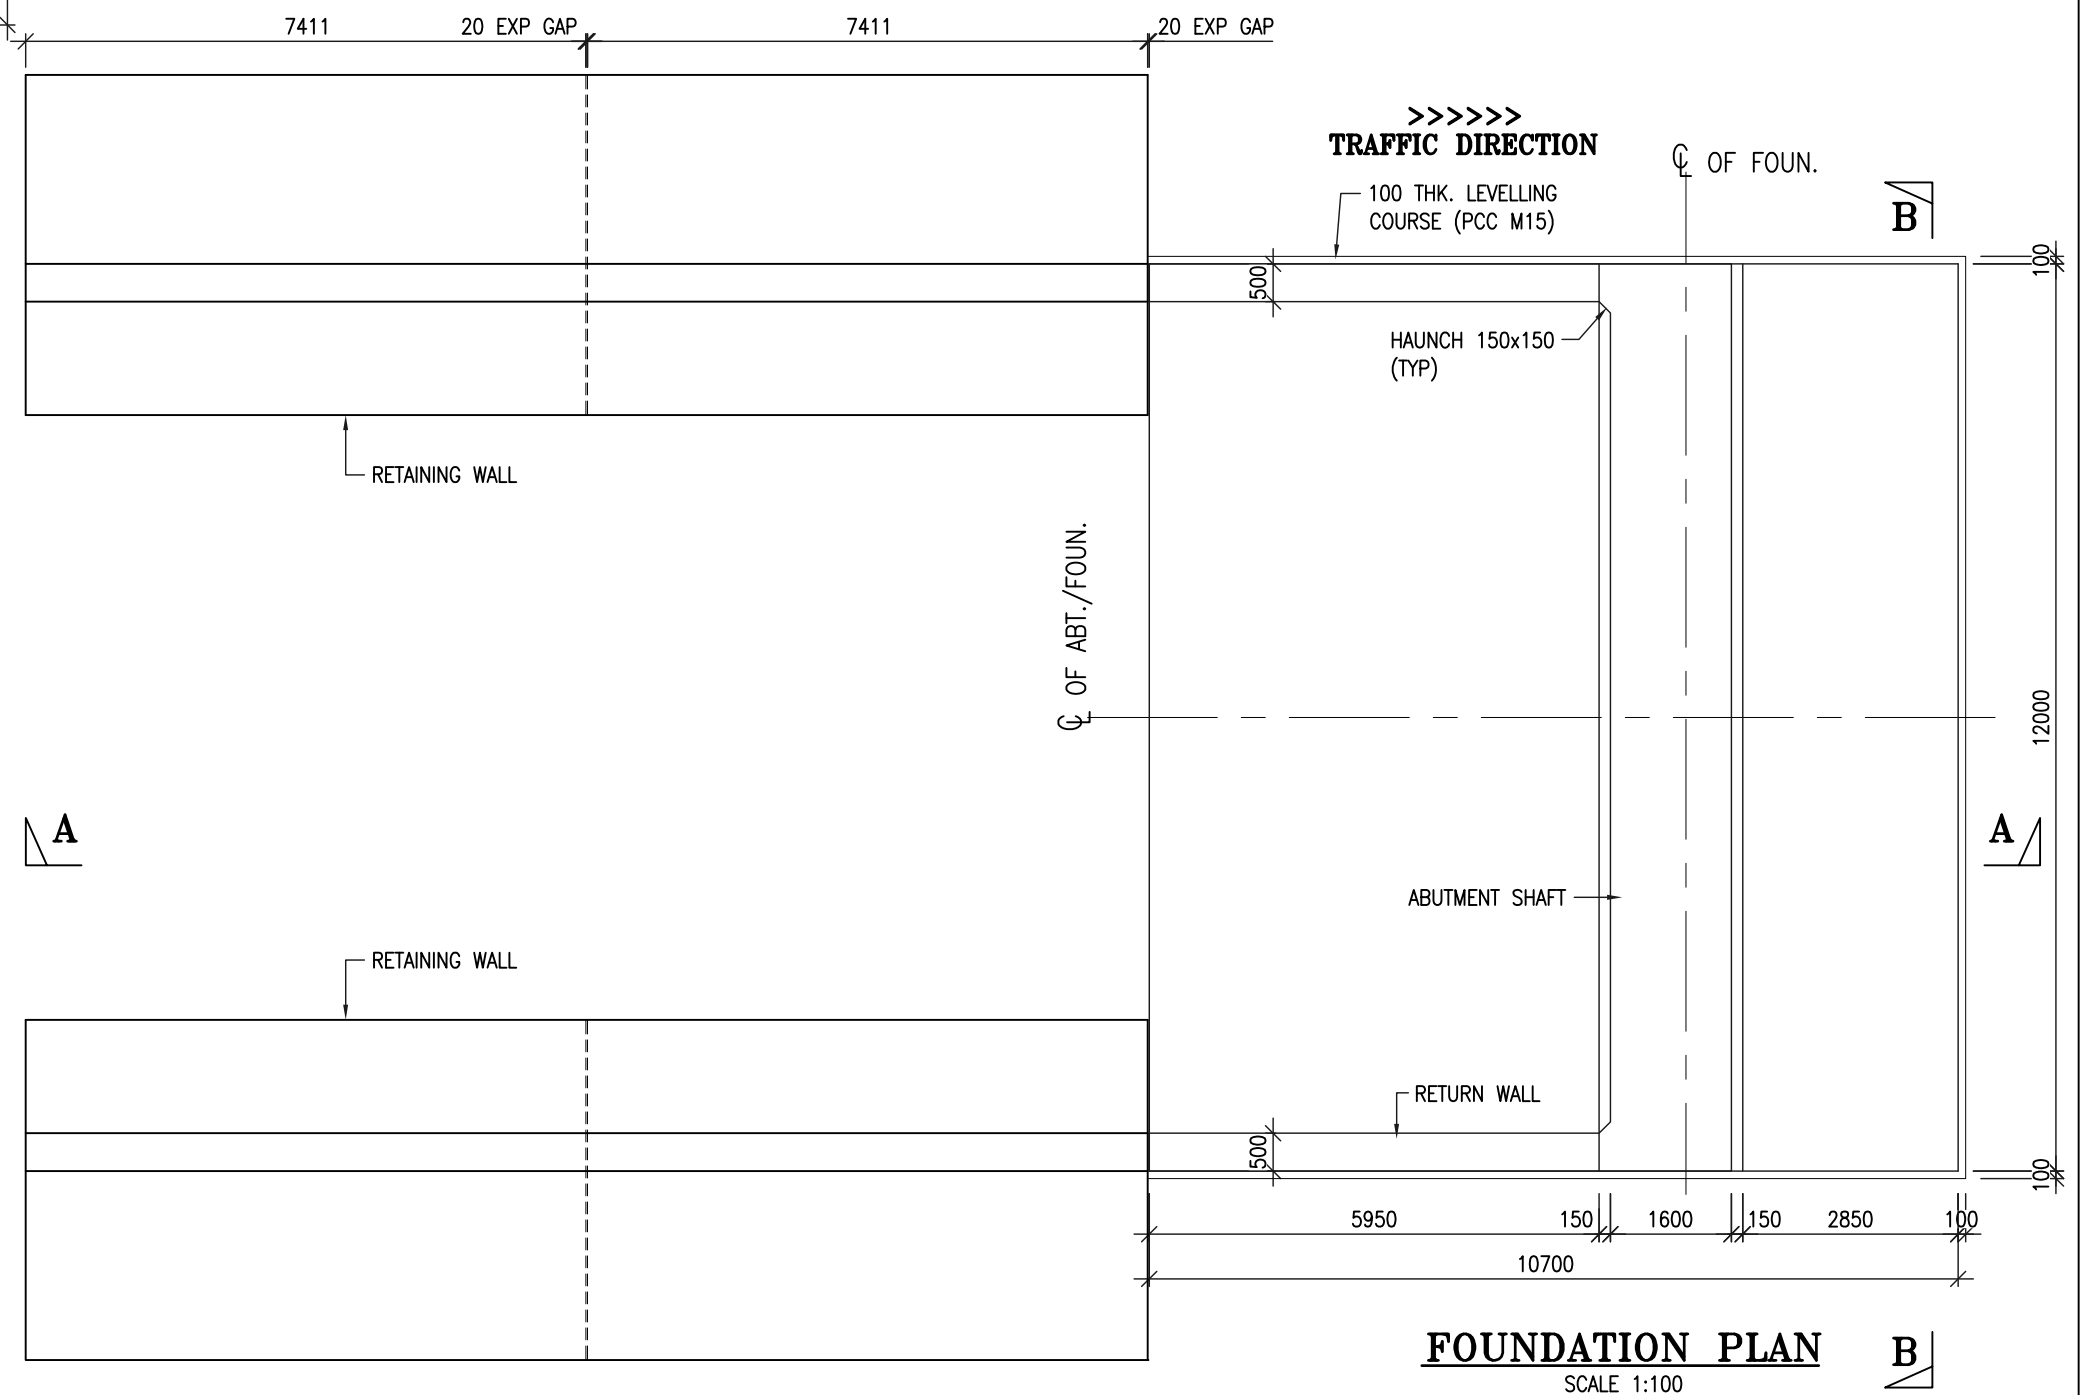 7411
20 EXP GAP
7411
20 EXP GAP
>>>>>>
TRAFFIC DIRECTION
℄ OF FOUN.
100 THK. LEVELLING
COURSE (PCC M15)
B
100
500
HAUNCH 150x150
(TYP)
RETAINING WALL
℄ OF ABT./FOUN.
12000
A
A
ABUTMENT SHAFT
RETAINING WALL
RETURN WALL
500
100
5950
150
1600
150
2850
100
10700
FOUNDATION PLAN
SCALE 1:100
B